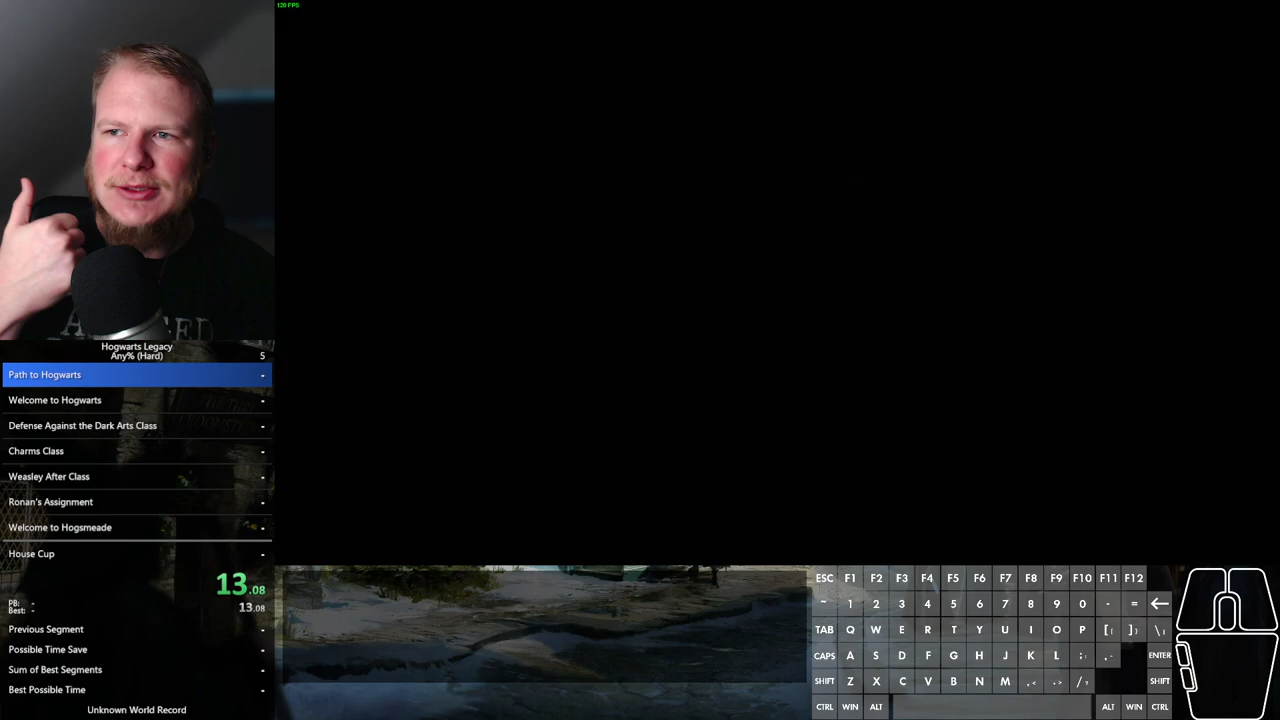 120 FPS
Hogwarts Legacy
Any% (Hard)
5
Path to Hogwarts -
Welcome to Hogwarts -
Defense Against the Dark Arts Class -
Charms Class -
Weasley After Class -
Ronan's Assignment -
Welcome to Hogsmeade -
House Cup -
13.08
PB: -
Best: -
13.08
Previous Segment -
Possible Time Save -
Sum of Best Segments -
Best Possible Time -
Unknown World Record
ESC F1 F2 F3 F4 F5 F6 F7 F8 F9 F10 F11 F12
~ 1 2 3 4 5 6 7 8 9 0 - = ←
TAB Q W E R T Y U I O P [{ ]} \|
CAPS A S D F G H J K L ;: ENTER
SHIFT Z X C V B N M ,< .> /? SHIFT
CTRL WIN ALT ALT WIN CTRL